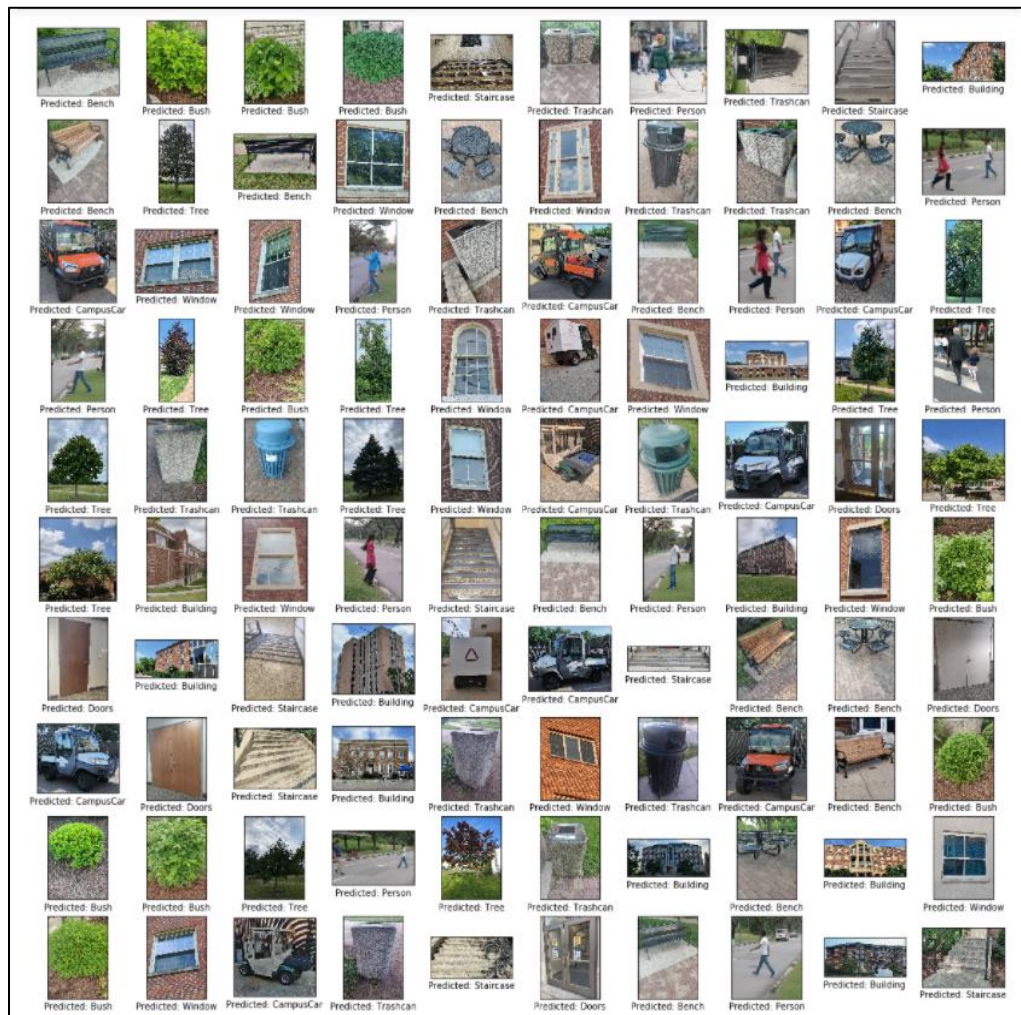 Predicted: Bench
Predicted: Bush
Predicted: Bush
Predicted: Bush
Predicted: Staircase
Predicted: Trashcan
Predicted: Person
Predicted: Trashcan
Predicted: Staircase
Predicted: Building
Predicted: Bench
Predicted: Tree
Predicted: Bench
Predicted: Window
Predicted: Bench
Predicted: Window
Predicted: Trashcan
Predicted: Trashcan
Predicted: Bench
Predicted: Person
Predicted: CampusCar
Predicted: Window
Predicted: Window
Predicted: Person
Predicted: Trashcan
Predicted: CampusCar
Predicted: Bench
Predicted: Person
Predicted: CampusCar
Predicted: Tree
Predicted: Person
Predicted: Tree
Predicted: Bush
Predicted: Tree
Predicted: Window
Predicted: CampusCar
Predicted: Window
Predicted: Building
Predicted: Tree
Predicted: Person
Predicted: Tree
Predicted: Trashcan
Predicted: Trashcan
Predicted: Tree
Predicted: Window
Predicted: CampusCar
Predicted: Trashcan
Predicted: CampusCar
Predicted: Doors
Predicted: Tree
Predicted: Tree
Predicted: Building
Predicted: Window
Predicted: Person
Predicted: Staircase
Predicted: Bench
Predicted: Person
Predicted: Building
Predicted: Window
Predicted: Bush
Predicted: Doors
Predicted: Building
Predicted: Staircase
Predicted: Building
Predicted: CampusCar
Predicted: CampusCar
Predicted: Staircase
Predicted: Bench
Predicted: Bench
Predicted: Doors
Predicted: CampusCar
Predicted: Doors
Predicted: Staircase
Predicted: Building
Predicted: Trashcan
Predicted: Window
Predicted: Trashcan
Predicted: CampusCar
Predicted: Bench
Predicted: Bush
Predicted: Bush
Predicted: Bush
Predicted: Tree
Predicted: Person
Predicted: Tree
Predicted: Trashcan
Predicted: Building
Predicted: Bench
Predicted: Building
Predicted: Window
Predicted: Bush
Predicted: Window
Predicted: CampusCar
Predicted: Trashcan
Predicted: Staircase
Predicted: Doors
Predicted: Bench
Predicted: Person
Predicted: Building
Predicted: Staircase